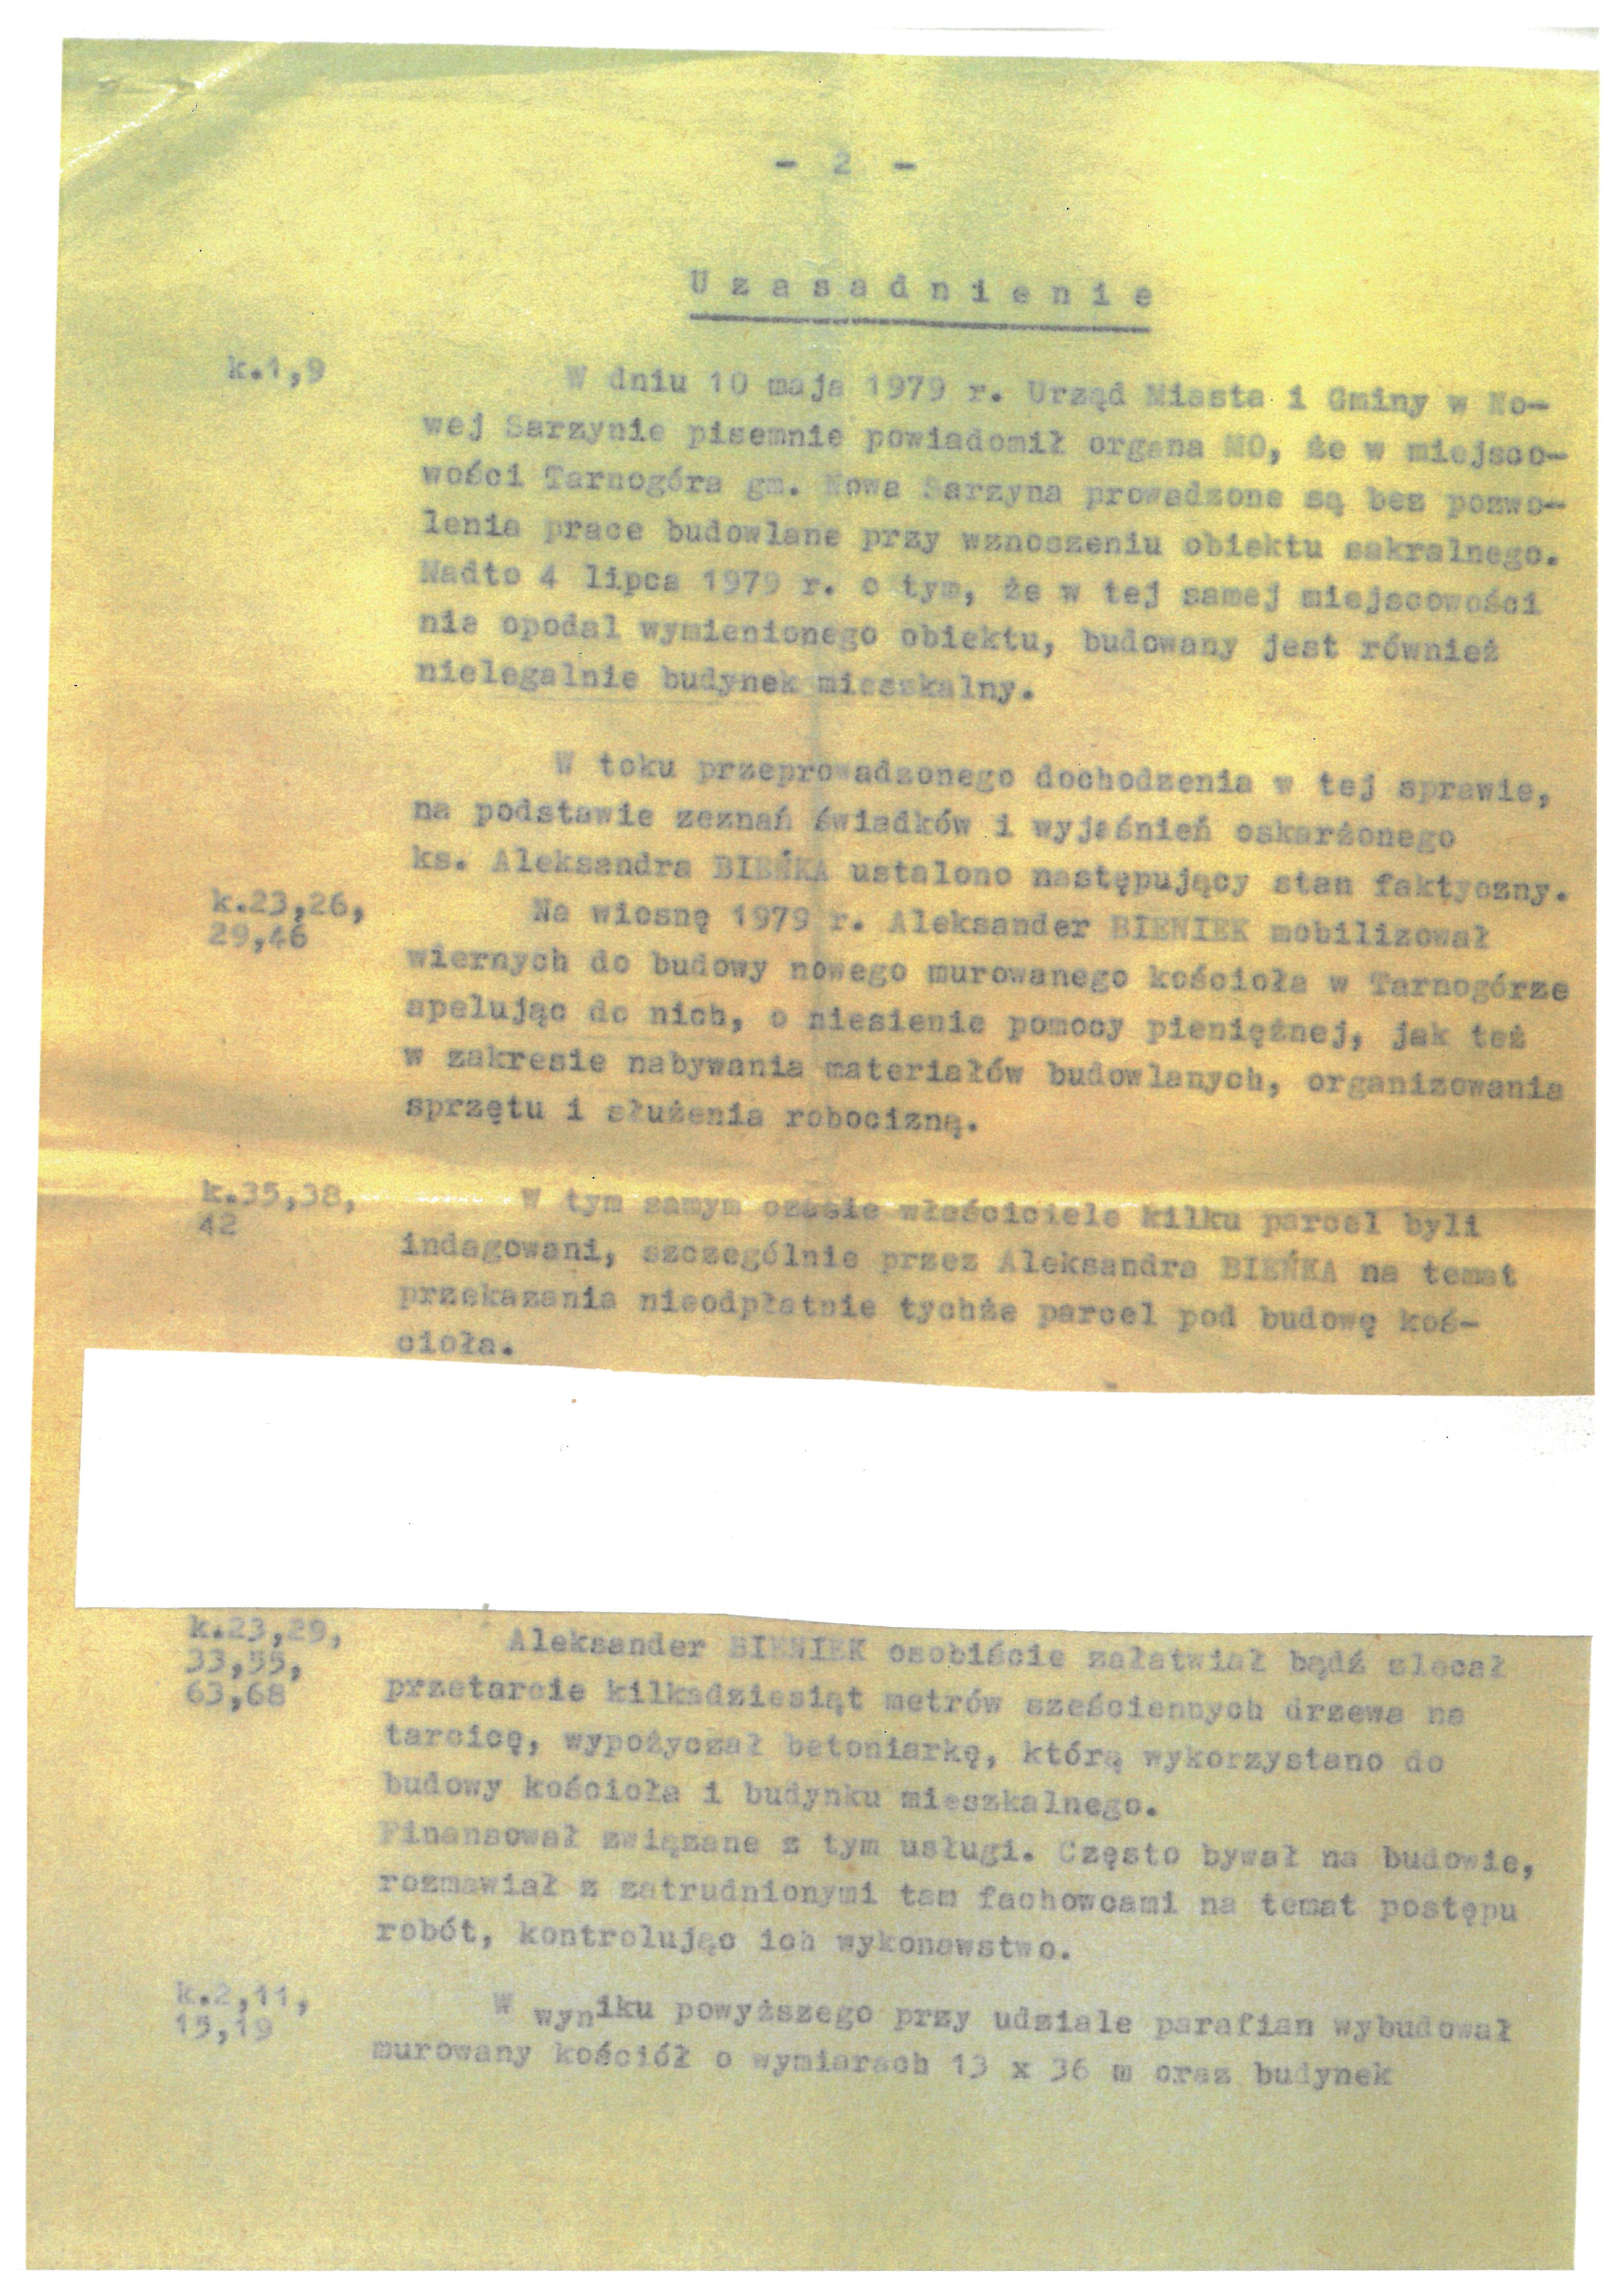 - 2 -
Uzasadnienie
k.1,9
W dniu 10 maja 1979 r. Urząd Miasta i Gminy w No-
wej Sarzynie pisemnie powiadomił organa MO, że w miejsco-
wości Tarnogóra gm. Nowa Sarzyna prowadzone są bez pozwo-
lenia prace budowlane przy wznoszeniu obiektu sakralnego.
Nadto 4 lipca 1979 r. o tym, że w tej samej miejscowości
nie opodal wymienionego obiektu, budowany jest również
nielegalnie budynek mieszkalny.
W toku przeprowadzonego dochodzenia w tej sprawie,
na podstawie zeznań świadków i wyjaśnień oskarżonego
ks. Aleksandra BIEŃKA ustalono następujący stan faktyczny.
k.23,26,
29,46
Na wiosnę 1979 r. Aleksander BIENIEK mobilizował
wiernych do budowy nowego murowanego kościoła w Tarnogórze
apelując do nich, o niesienie pomocy pieniężnej, jak też
w zakresie nabywania materiałów budowlanych, organizowania
sprzętu i służenia robocizną.
k.35,38,
42
W tym samym czasie właściciele kilku parcel byli
indagowani, szczególnie przez Aleksandra BIEŃKA na temat
przekazania nieodpłatnie tychże parcel pod budowę koś-
cioła.
k.23,29,
33,55,
63,68
Aleksander BIENIEK osobiście załatwiał bądź zlecał
przetarcie kilkadziesiąt metrów sześciennych drzewa na
tarcicę, wypożyczał betoniarkę, którą wykorzystano do
budowy kościoła i budynku mieszkalnego.
Finansował związane z tym usługi. Często bywał na budowie,
rozmawiał z zatrudnionymi tam fachowcami na temat postępu
robót, kontrolując ich wykonawstwo.
k.2,11,
15,19
W wyniku powyższego przy udziale parafian wybudował
murowany kościół o wymiarach 13 x 36 m oraz budynek